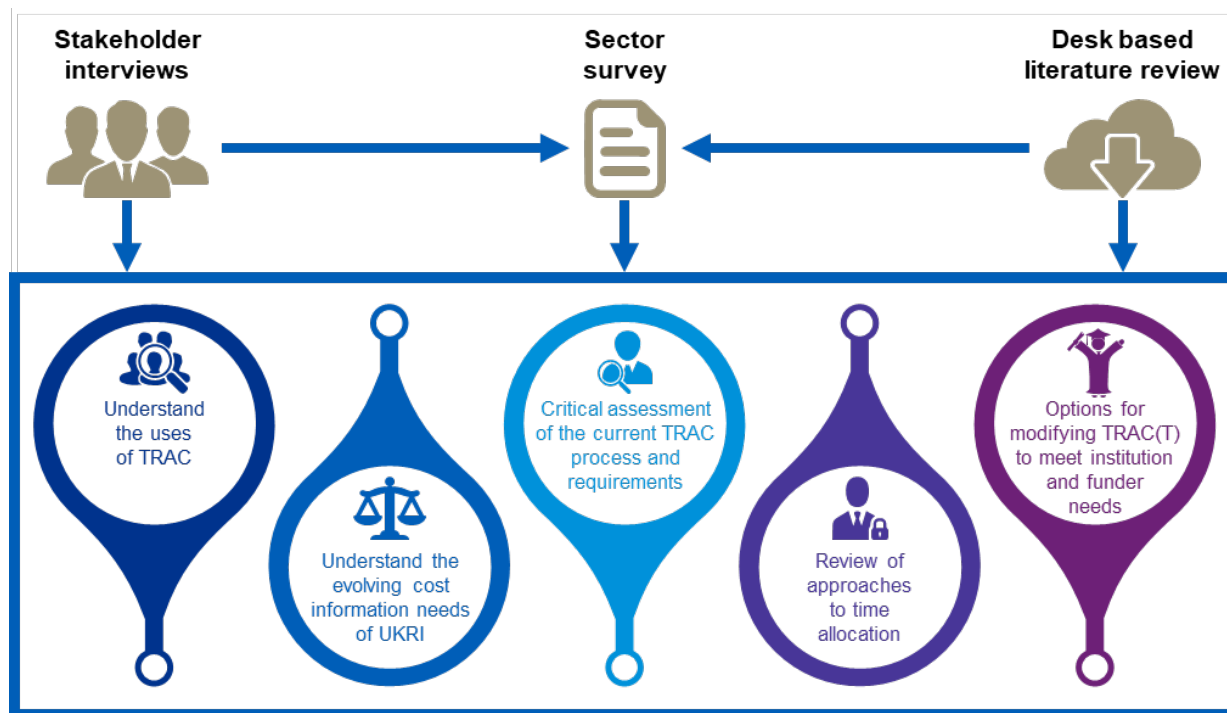 Stakeholder
interviews
Sector
survey
Desk based
literature review
Understand
the uses
of TRAC
Understand the
evolving cost
information needs
of UKRI
Critical assessment
of the current TRAC
process and
requirements
Review of
approaches
to time
allocation
Options for
modifying TRAC(T)
to meet institution
and funder
needs